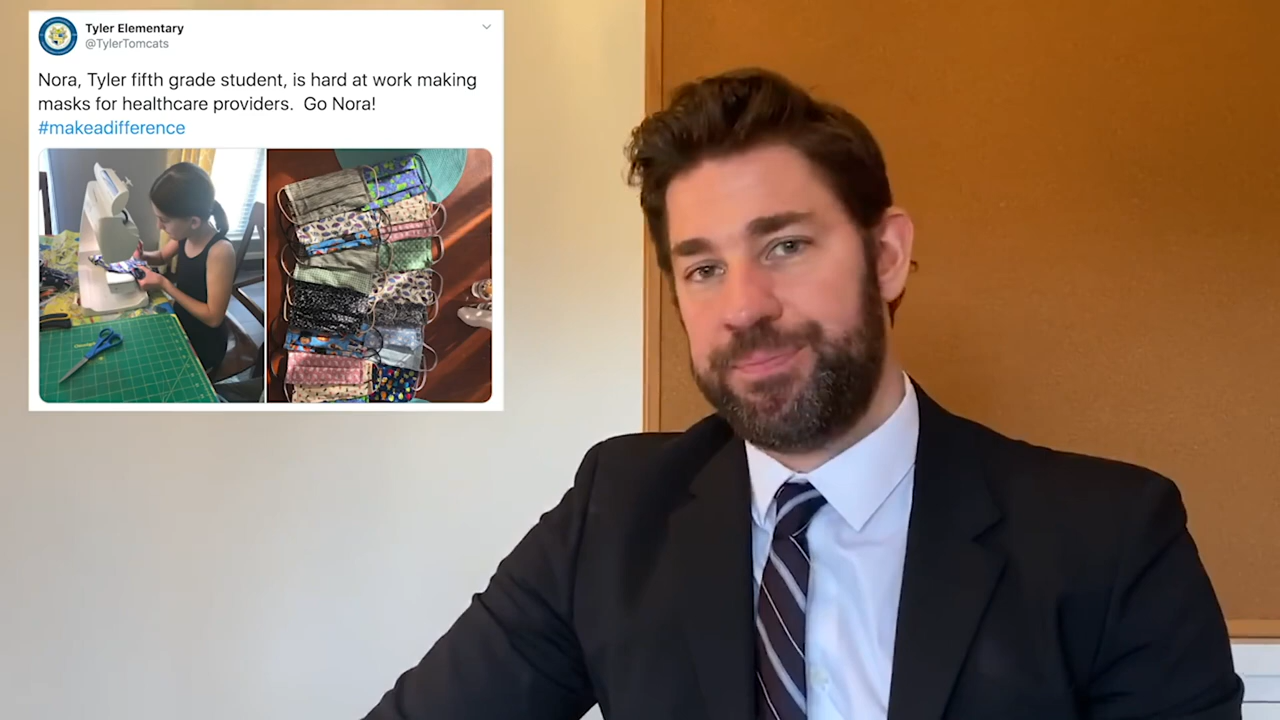 Tyler Elementary
@TylerTomcats
Nora, Tyler fifth grade student, is hard at work making
masks for healthcare providers. Go Nora!
#makeadifference